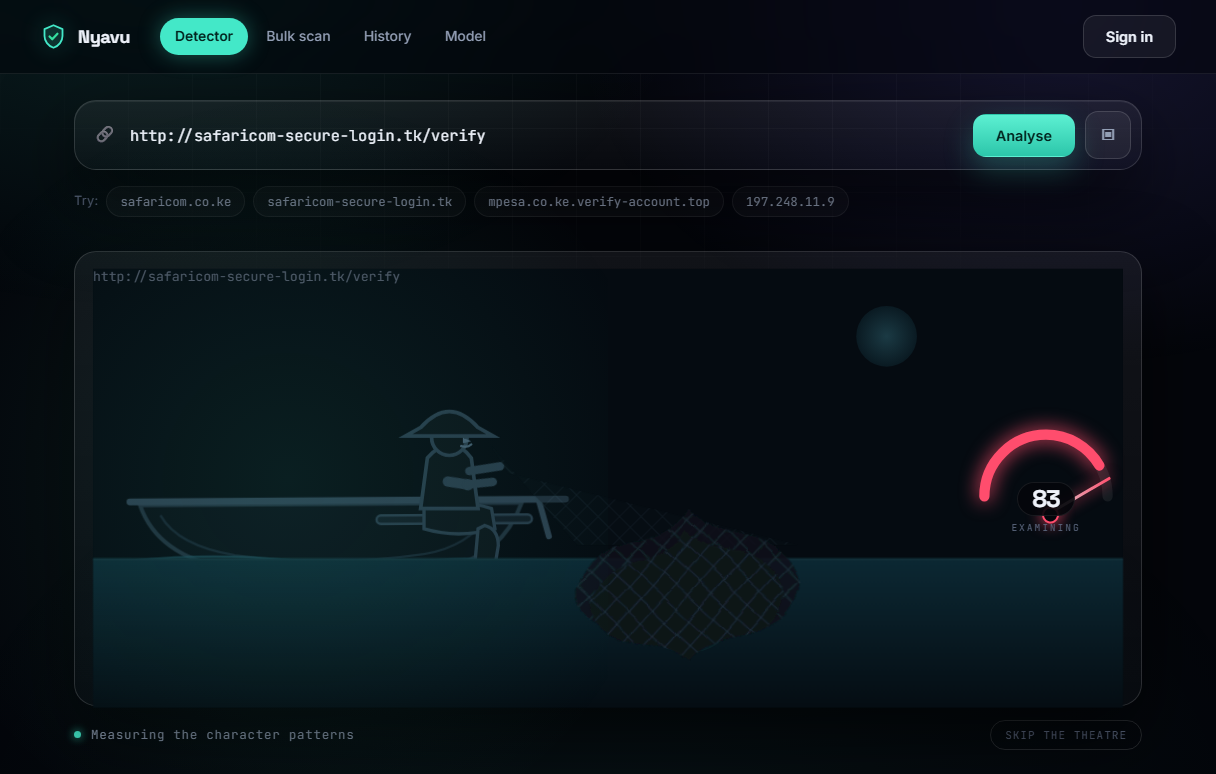 Nyavu Detector Bulk scan History Model Sign in
http://safaricom-secure-login.tk/verify Analyse
Try: safaricom.co.ke safaricom-secure-login.tk mpesa.co.ke.verify-account.top 197.248.11.9
http://safaricom-secure-login.tk/verify
83
EXAMINING
Measuring the character patterns SKIP THE THEATRE